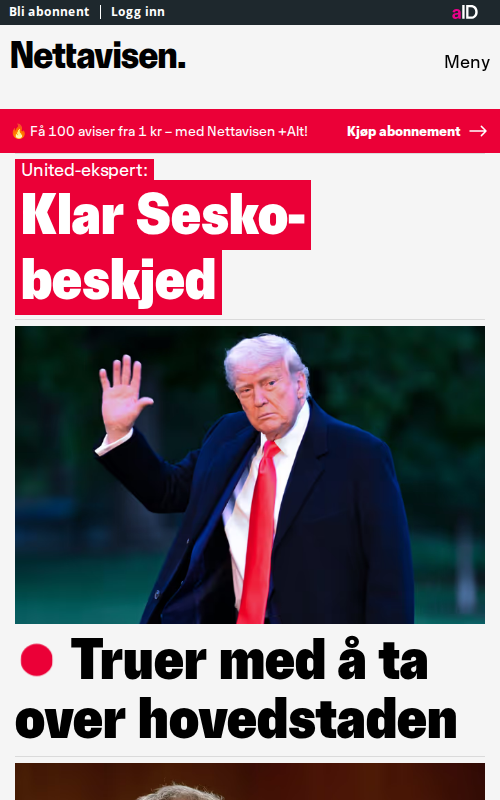 Bli abonnent | Logg inn
aID
Nettavisen.
Meny
🔥 Få 100 aviser fra 1 kr – med Nettavisen +Alt!
Kjøp abonnement →
United-ekspert:
Klar Sesko-
beskjed
Truer med å ta
over hovedstaden